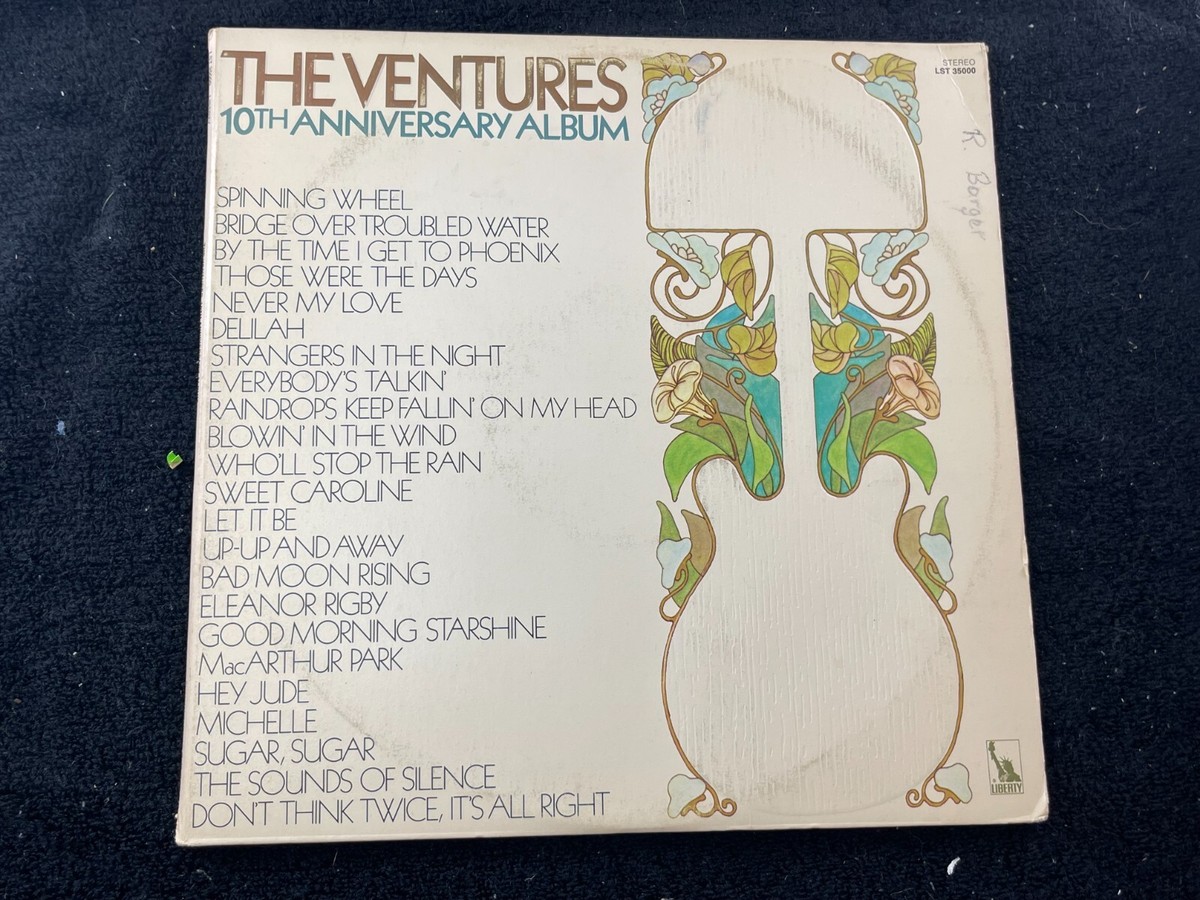 THE VENTURES
10TH ANNIVERSARY ALBUM
STEREO
LST 35000
R. Barger
SPINNING WHEEL
BRIDGE OVER TROUBLED WATER
BY THE TIME I GET TO PHOENIX
THOSE WERE THE DAYS
NEVER MY LOVE
DELILAH
STRANGERS IN THE NIGHT
EVERYBODY'S TALKIN'
RAINDROPS KEEP FALLIN' ON MY HEAD
BLOWIN' IN THE WIND
WHO'LL STOP THE RAIN
SWEET CAROLINE
LET IT BE
UP-UP AND AWAY
BAD MOON RISING
ELEANOR RIGBY
GOOD MORNING STARSHINE
MacARTHUR PARK
HEY JUDE
MICHELLE
SUGAR, SUGAR
THE SOUNDS OF SILENCE
DON'T THINK TWICE, IT'S ALL RIGHT
LIBERTY